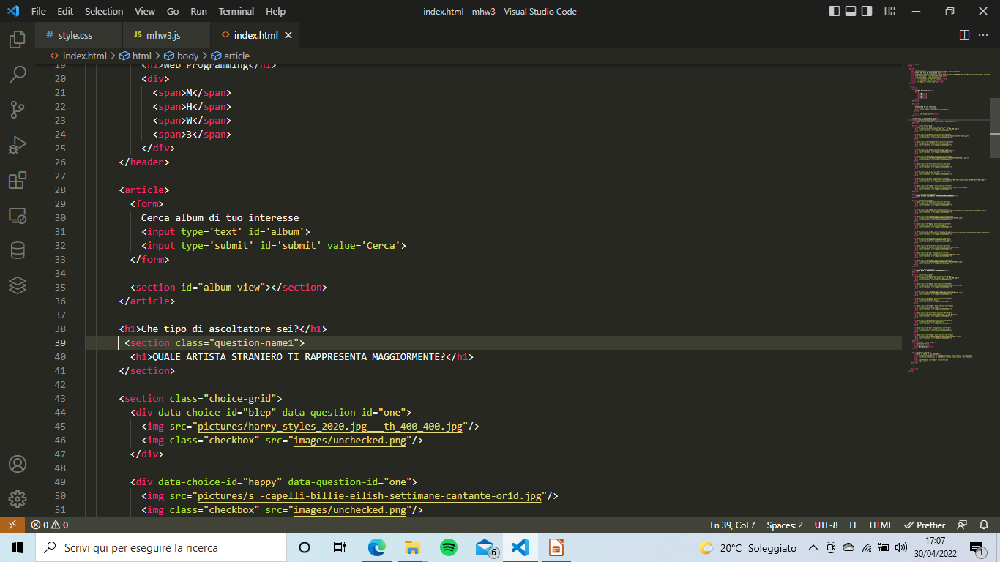 File Edit Selection View Go Run Terminal Help index.html - mhw3 - Visual Studio Code
# style.css JS mhw3.js <> index.html
<> index.html > html > body > article
19 <h1>Web Programming</h1>
20 <div>
21 <span>M</span>
22 <span>H</span>
23 <span>W</span>
24 <span>3</span>
25 </div>
26 </header>
27
28 <article>
29 <form>
30 Cerca album di tuo interesse
31 <input type='text' id='album'>
32 <input type='submit' id='submit' value='Cerca'>
33 </form>
34
35 <section id="album-view"></section>
36 </article>
37
38 <h1>Che tipo di ascoltatore sei?</h1>
39 <section class="question-name1">
40 <h1>QUALE ARTISTA STRANIERO TI RAPPRESENTA MAGGIORMENTE?</h1>
41 </section>
42
43 <section class="choice-grid">
44 <div data-choice-id="blep" data-question-id="one">
45 <img src="pictures/harry_styles_2020.jpg___th_400_400.jpg"/>
46 <img class="checkbox" src="images/unchecked.png"/>
47 </div>
48
49 <div data-choice-id="happy" data-question-id="one">
50 <img src="pictures/s_-capelli-billie-eilish-settimane-cantante-or1d.jpg"/>
51 <img class="checkbox" src="images/unchecked.png"/>
0 0 Ln 39, Col 7 Spaces: 2 UTF-8 LF HTML Prettier
Scrivi qui per eseguire la ricerca 6 20°C Soleggiato 17:07
30/04/2022 1